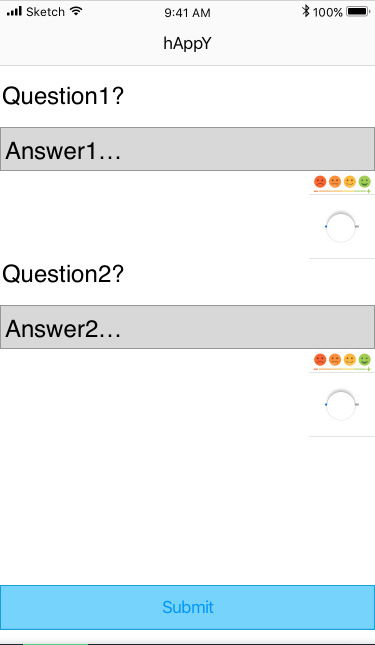 Sketch 9:41 AM 100%
hAppY
Question1?
Answer1...
Question2?
Answer2...
Submit